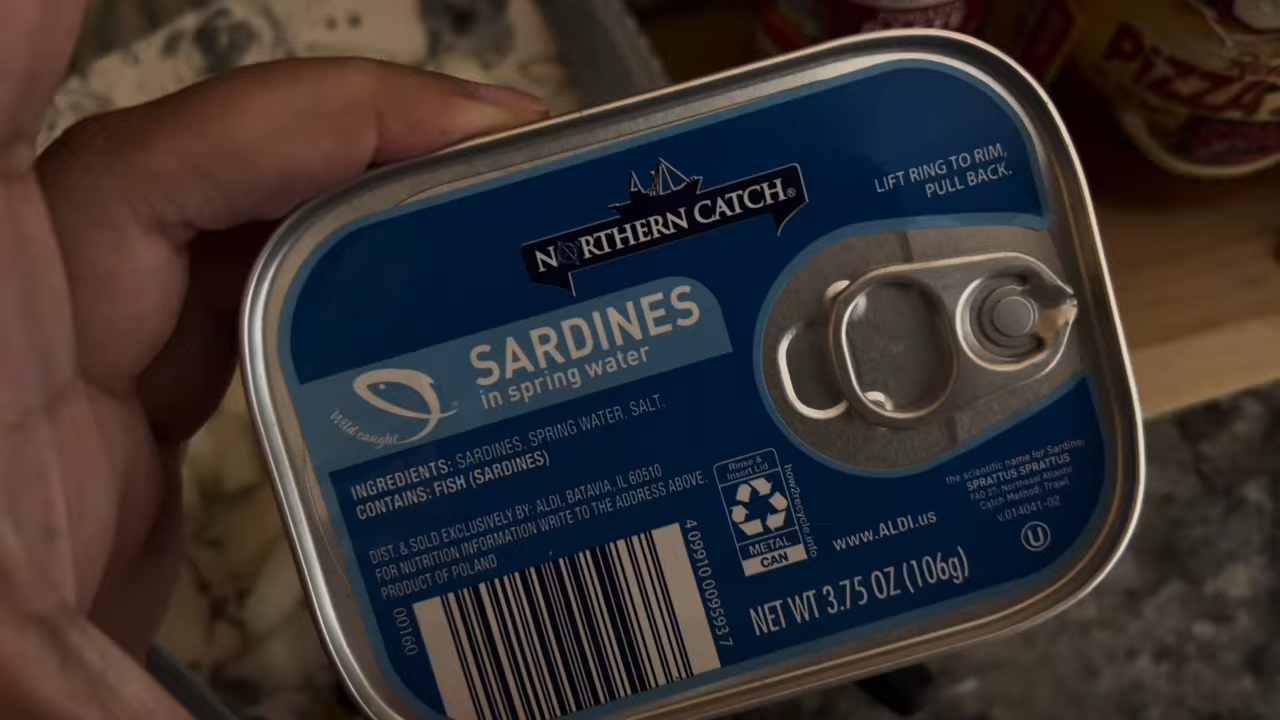 PIZZA
LIFT RING TO RIM,
PULL BACK.
NORTHERN CATCH®
SARDINES
in spring water
Wild caught
INGREDIENTS: SARDINES, SPRING WATER, SALT.
CONTAINS: FISH (SARDINES)
DIST. & SOLD EXCLUSIVELY BY: ALDI, BATAVIA, IL 60510
FOR NUTRITION INFORMATION WRITE TO THE ADDRESS ABOVE.
PRODUCT OF POLAND
00160
4 09910 009593 7
Rinse &
Insert Lid
METAL
CAN
how2recycle.info
www.ALDI.us
NET WT 3.75 OZ (106g)
the scientific name for Sardine:
SPRATTUS SPRATTUS
FAO 27: Northeast Atlantic
Catch Method: Trawl
v.014041-02
U